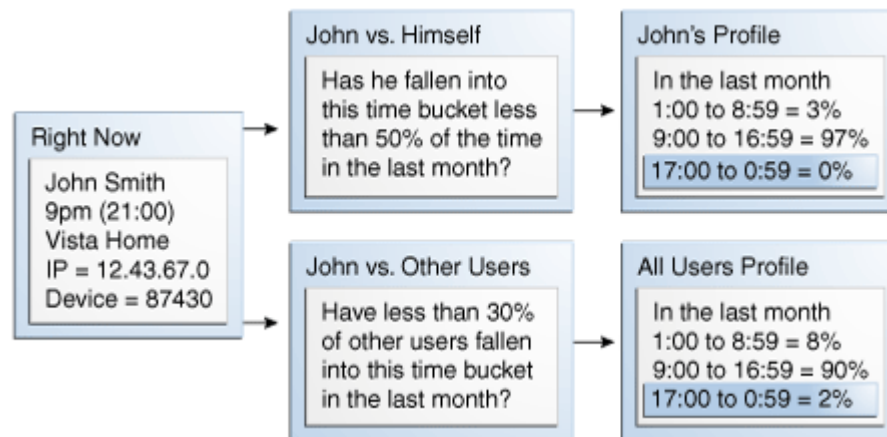 Right Now
John Smith
9pm (21:00)
Vista Home
IP = 12.43.67.0
Device = 87430
John vs. Himself
Has he fallen into
this time bucket less
than 50% of the time
in the last month?
John's Profile
In the last month
1:00 to 8:59 = 3%
9:00 to 16:59 = 97%
17:00 to 0:59 = 0%
John vs. Other Users
Have less than 30%
of other users fallen
into this time bucket
in the last month?
All Users Profile
In the last month
1:00 to 8:59 = 8%
9:00 to 16:59 = 90%
17:00 to 0:59 = 2%